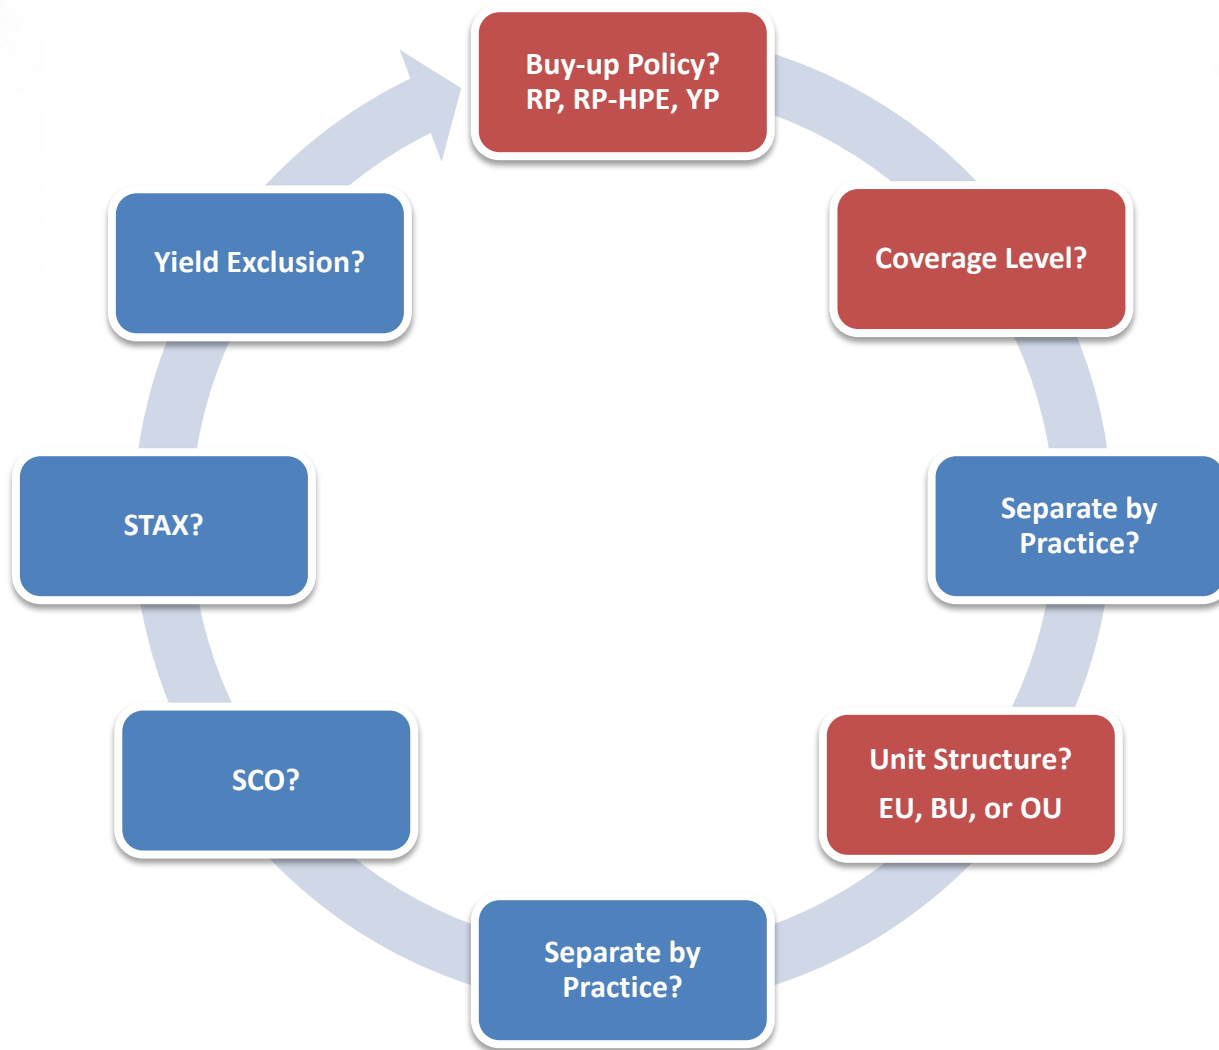 Buy-up Policy?
RP, RP-HPE, YP
Coverage Level?
Separate by
Practice?
Unit Structure?
EU, BU, or OU
Separate by
Practice?
SCO?
STAX?
Yield Exclusion?